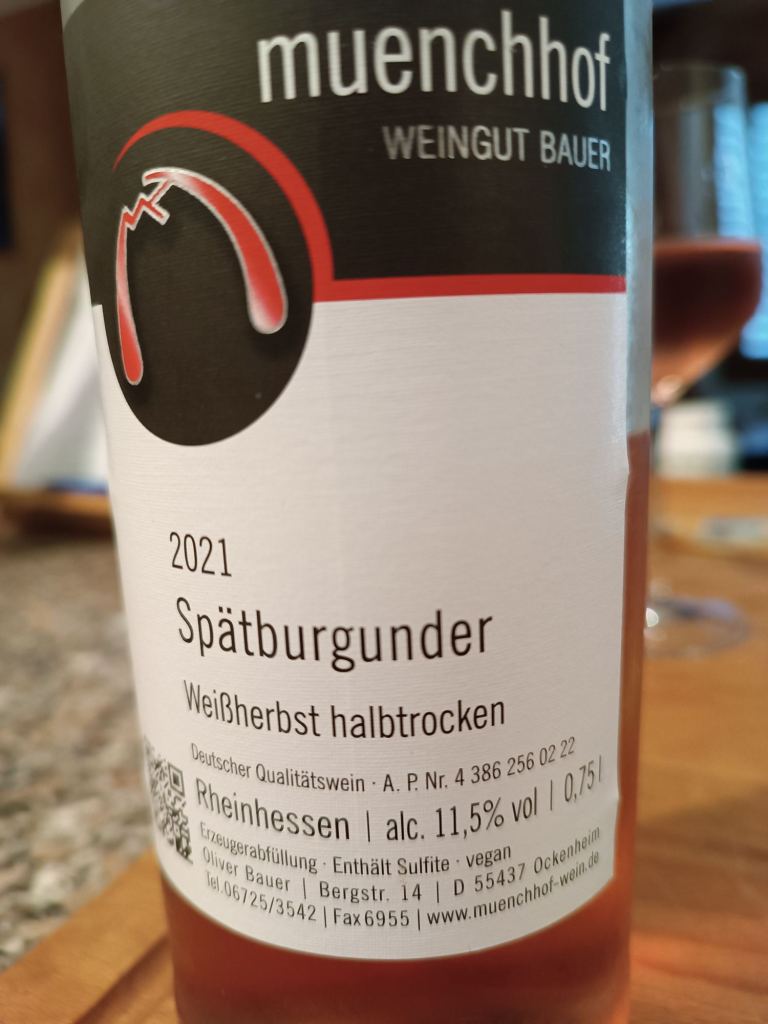 muenchhof
WEINGUT BAUER
2021
Spätburgunder
Weißherbst halbtrocken
Deutscher Qualitätswein · A. P. Nr. 4 386 256 02 22
Rheinhessen | alc. 11,5% vol | 0,75 l
Erzeugerabfüllung · Enthält Sulfite · vegan
Oliver Bauer | Bergstr. 14 | D 55437 Ockenheim
Tel.06725/3542 | Fax 6955 | www.muenchhof-wein.de